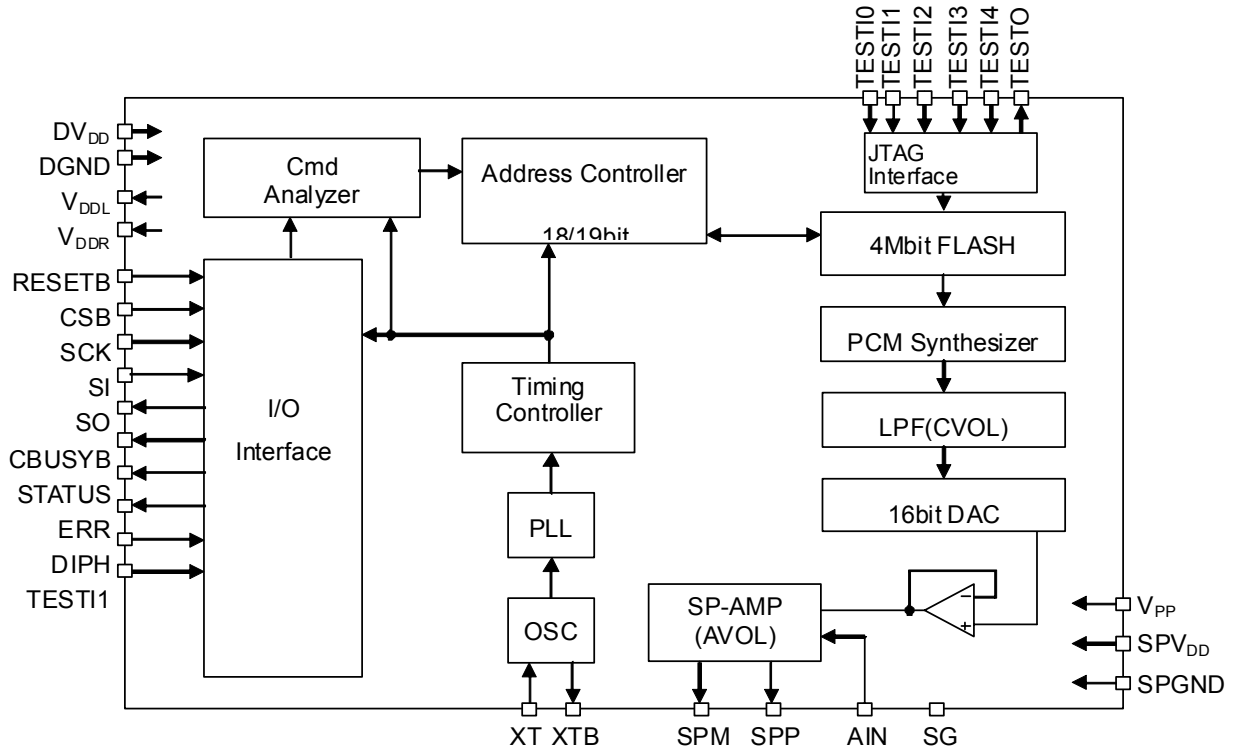 TESTI0
TESTI1
TESTI2
TESTI3
TESTI4
TESTO
DVDD
DGND
VDDL
VDDR
RESETB
CSB
SCK
SI
SO
CBUSYB
STATUS
ERR
DIPH
TESTI1
Cmd
Analyzer
Address Controller
18/19bit
JTAG
Interface
4Mbit FLASH
PCM Synthesizer
LPF(CVOL)
16bit DAC
I/O
Interface
Timing
Controller
PLL
OSC
SP-AMP
(AVOL)
−
+
VPP
SPVDD
SPGND
XT
XTB
SPM
SPP
AIN
SG